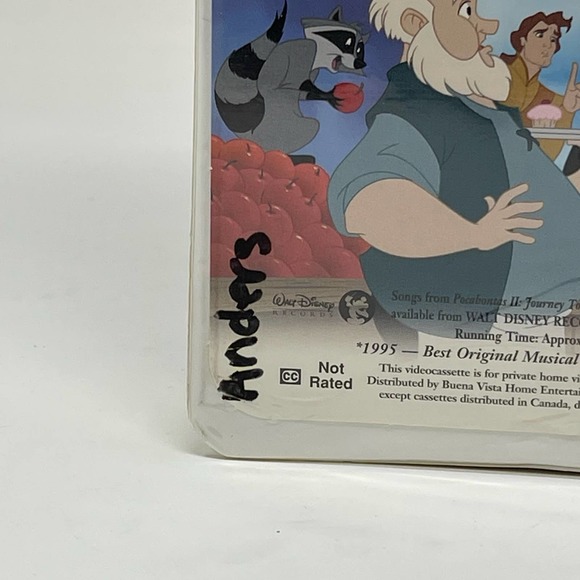 Anders
WALT DISNEY
RECORDS
Songs from Pocahontas II: Journey To
available from WALT DISNEY REC
Running Time: Approx
*1995 — Best Original Musical
CC
Not
Rated
This videocassette is for private home vi
Distributed by Buena Vista Home Entertai
except cassettes distributed in Canada, d